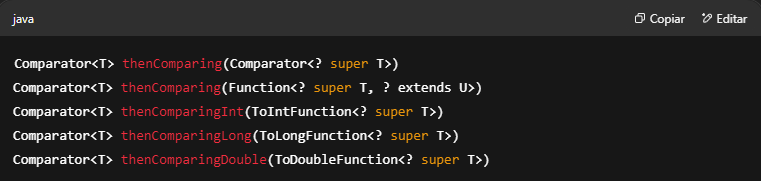 java
Copiar
Editar
Comparator<T> thenComparing(Comparator<? super T>)
Comparator<T> thenComparing(Function<? super T, ? extends U>)
Comparator<T> thenComparingInt(ToIntFunction<? super T>)
Comparator<T> thenComparingLong(ToLongFunction<? super T>)
Comparator<T> thenComparingDouble(ToDoubleFunction<? super T>)